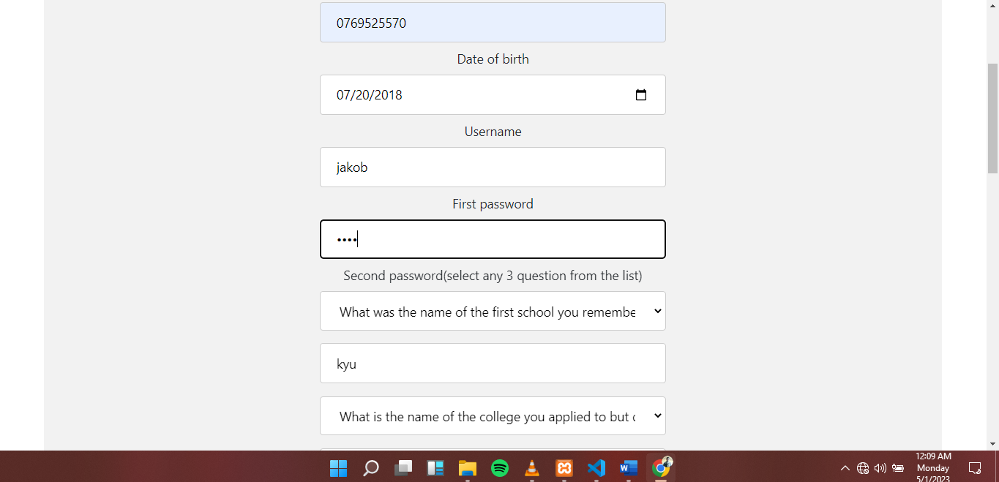 0769525570
Date of birth
07/20/2018
Username
jakob
First password
••••
Second password(select any 3 question from the list)
What was the name of the first school you remembe
kyu
What is the name of the college you applied to but
12:09 AM
Monday
5/1/2023